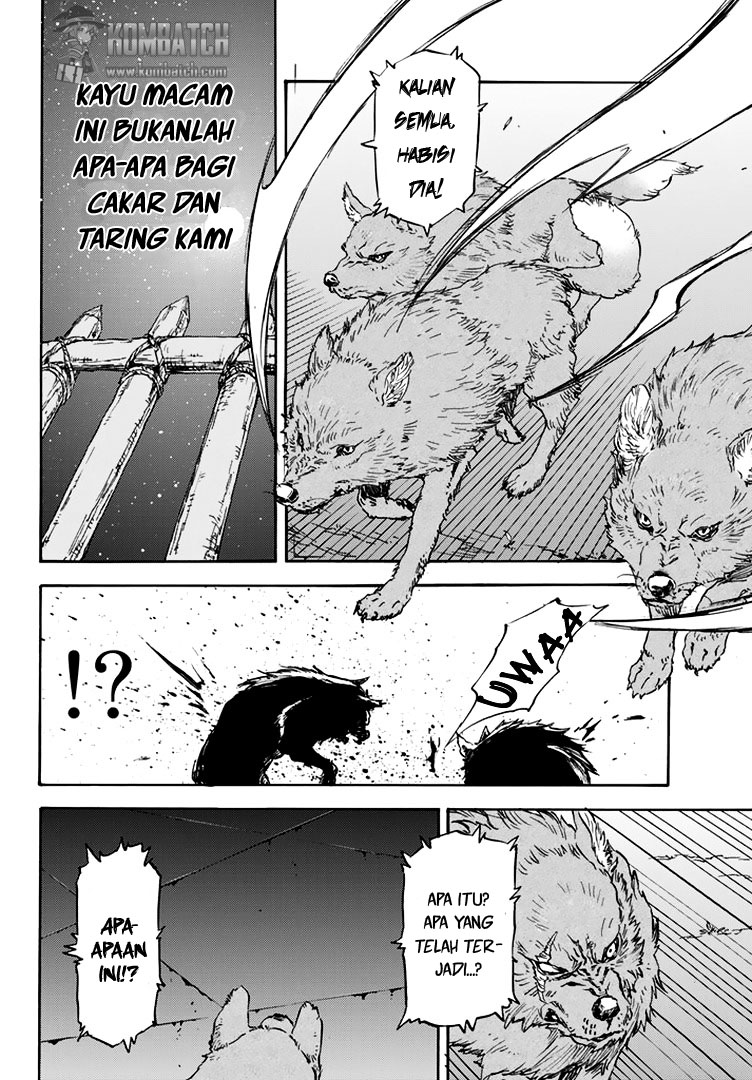 KOMBATCH
www.kombatch.com
KALIAN
SEMUA,
HABISI
DIA!
KAYU MACAM
INI BUKANLAH
APA-APA BAGI
CAKAR DAN
TARING KAMI
UWAA
!?
APA ITU?
APA YANG
TELAH TER-
JADI...?
APA-
APAAN
INI!?